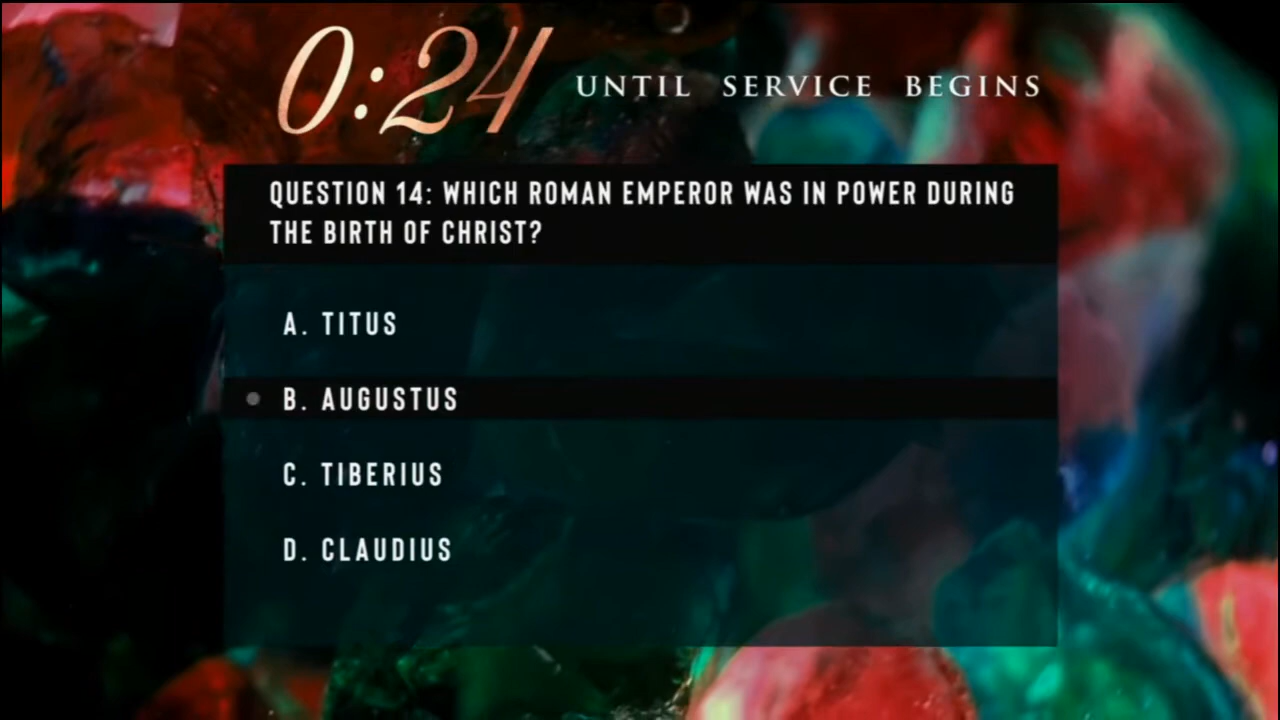 0:24 UNTIL SERVICE BEGINS
QUESTION 14: WHICH ROMAN EMPEROR WAS IN POWER DURING
THE BIRTH OF CHRIST?
A. TITUS
B. AUGUSTUS
C. TIBERIUS
D. CLAUDIUS